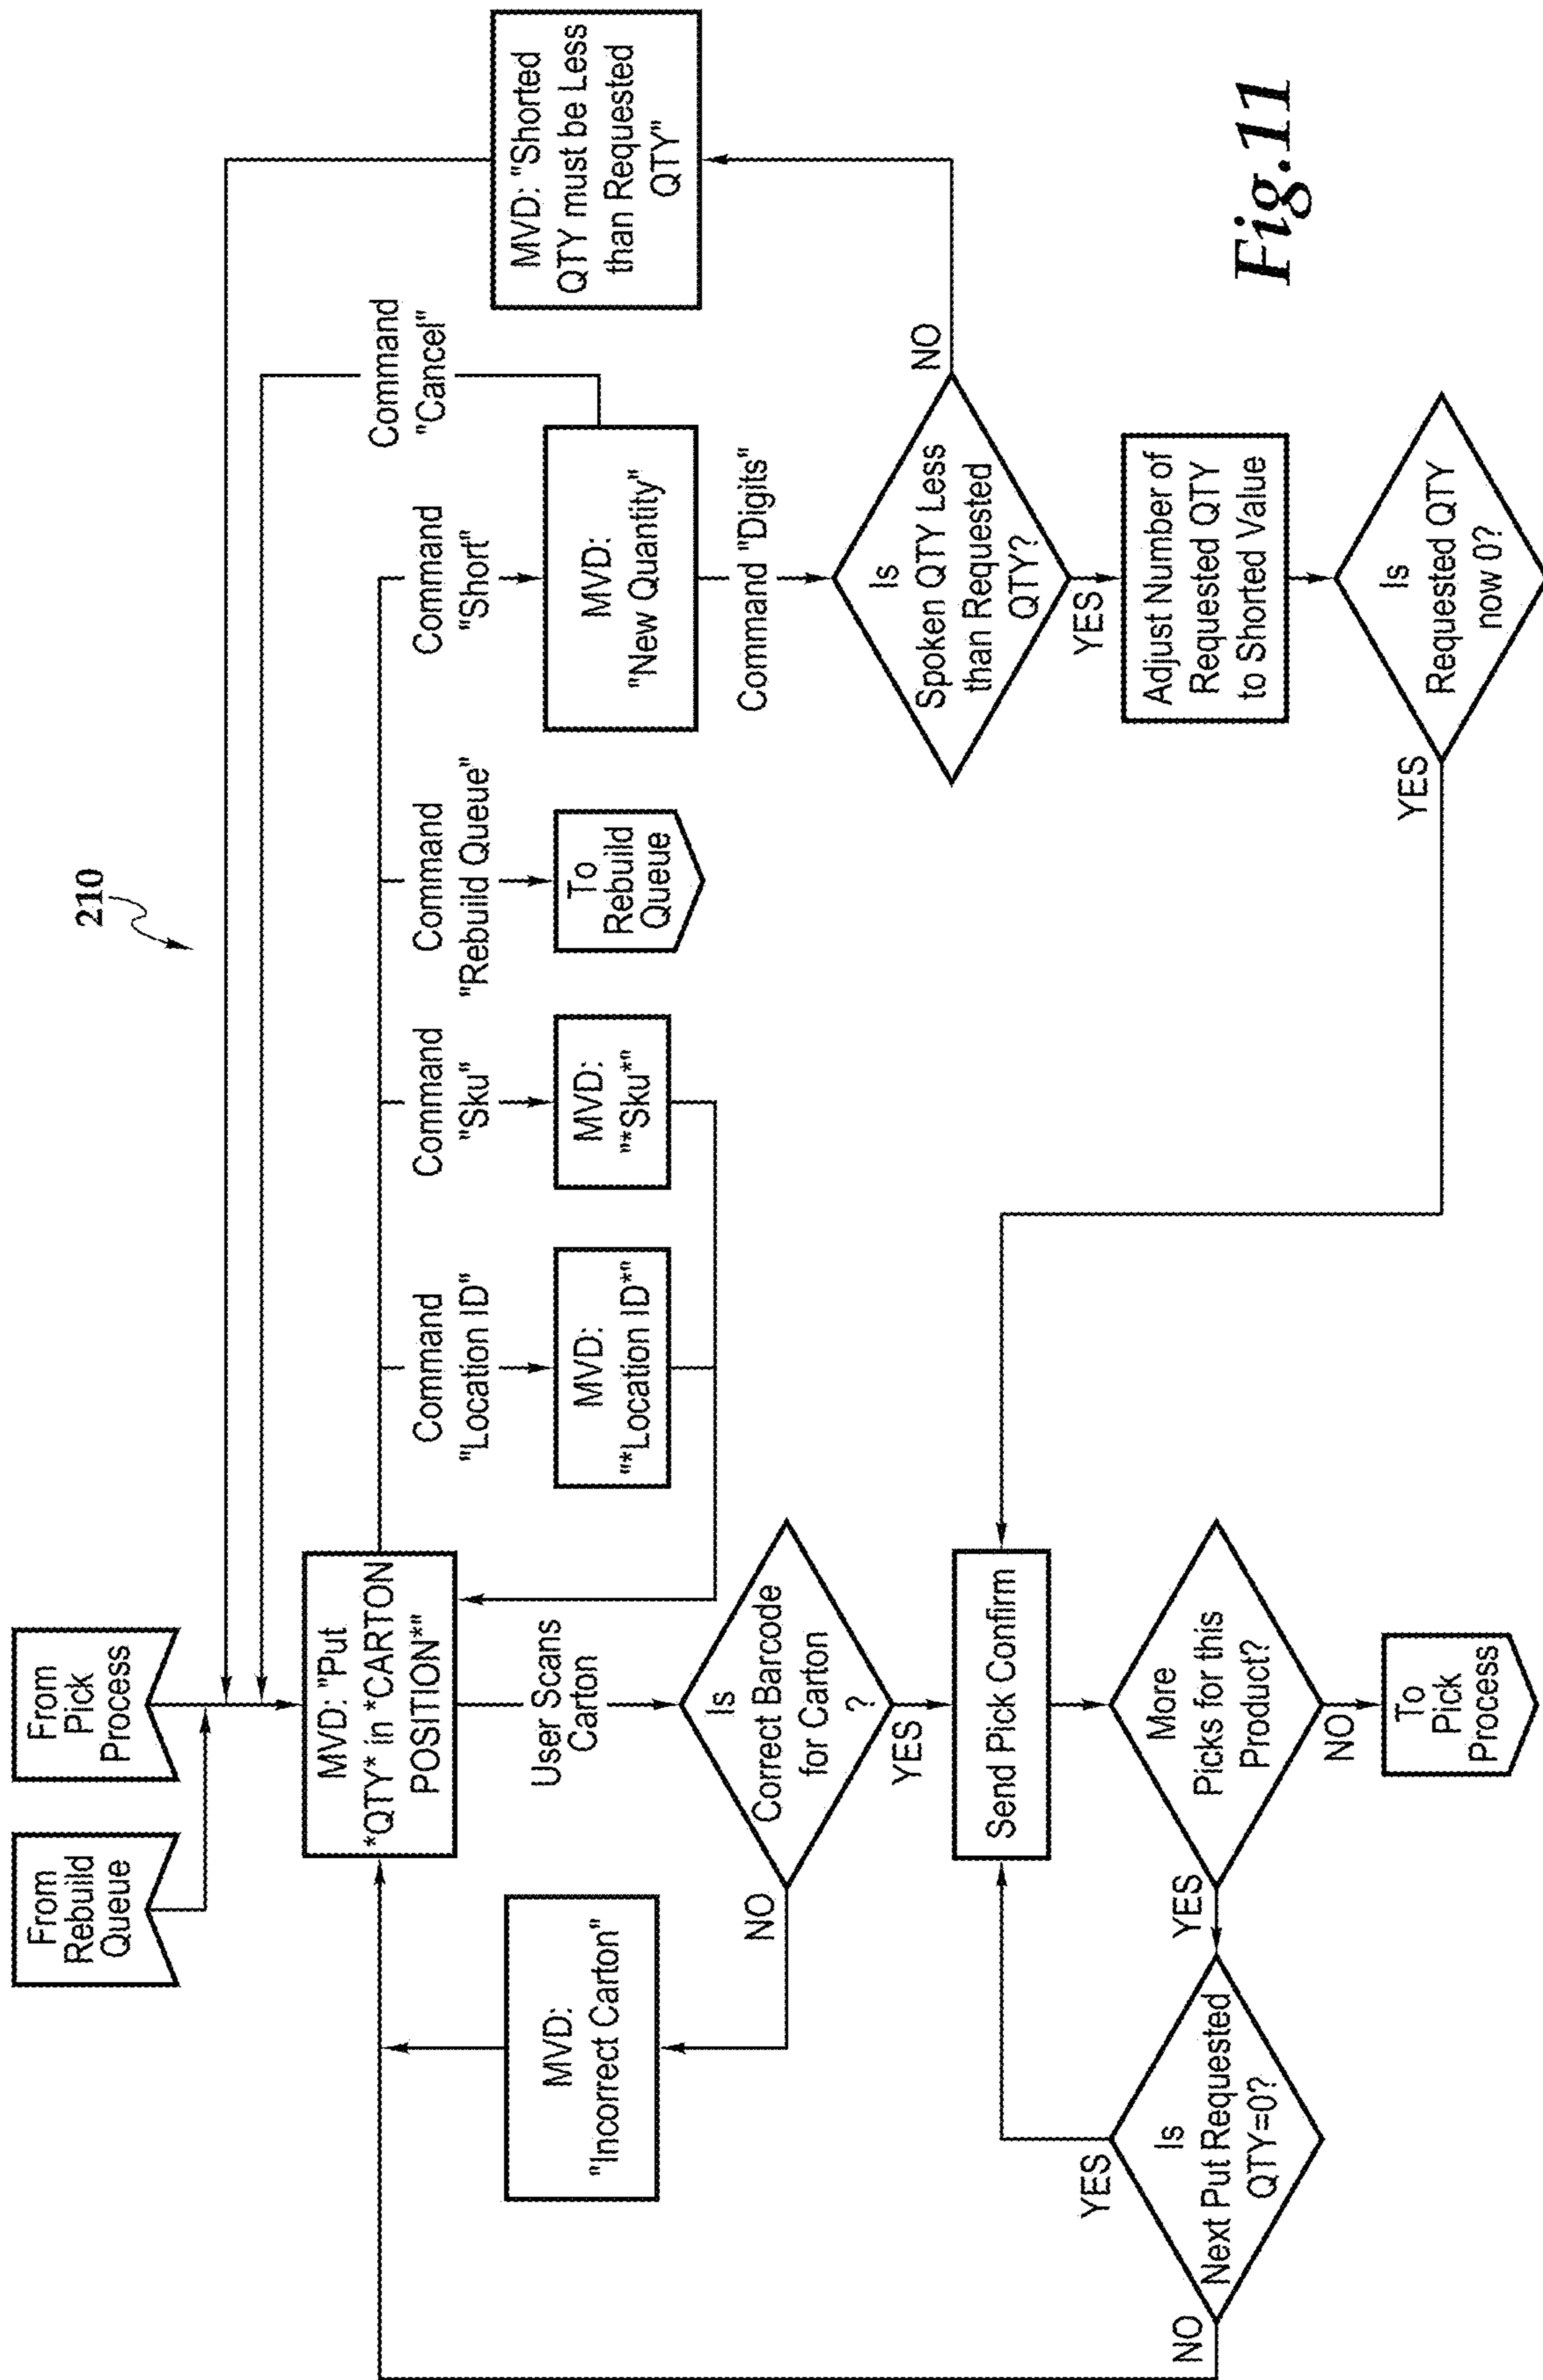 210
From
Rebuild
Queue
From
Pick
Process
MVD: "Put
*QTY* in *CARTON
POSITION*"
Command
"Location ID"
Command
"Sku"
Command
"Rebuild Queue"
Command
"Short"
Command
"Cancel"
MVD: "Shorted
QTY must be Less
than Requested
QTY"
MVD:
"Incorrect Carton"
User Scans
Carton
MVD:
"*Location ID*"
MVD:
"*Sku*"
To
Rebuild
Queue
MVD:
"New Quantity"
Command "Digits"
Is
Correct Barcode
for Carton
?
NO
YES
Is
Spoken QTY Less
than Requested
QTY?
NO
YES
Send Pick Confirm
Adjust Number of
Requested QTY
to Shorted Value
Is
Next Put Requested
QTY=0?
YES
NO
More
Picks for this
Product?
YES
NO
To
Pick
Process
Is
Requested QTY
now 0?
YES
Fig.11